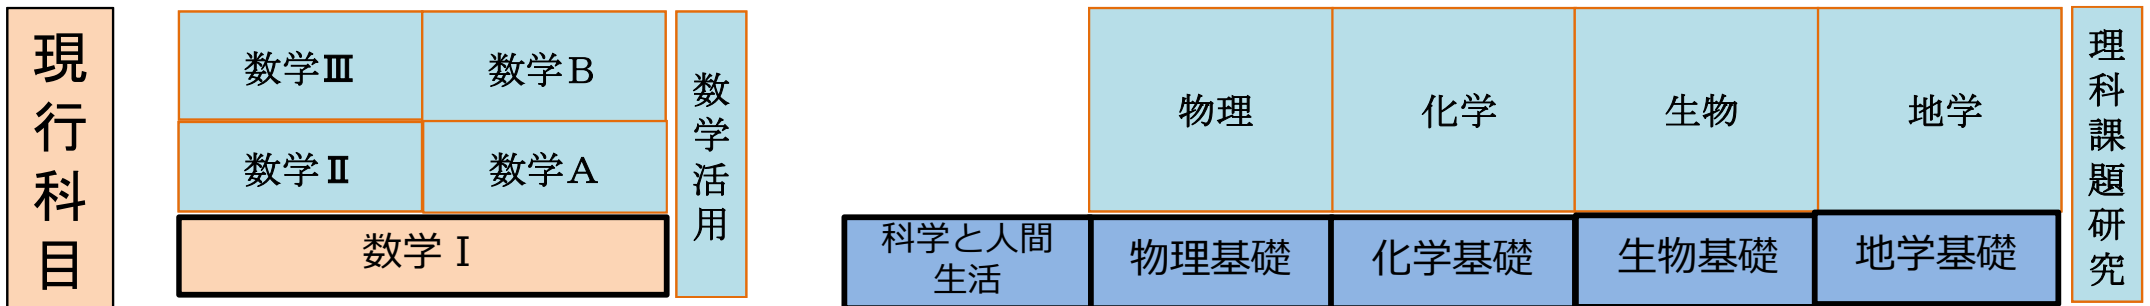 現行科目
数学Ⅲ
数学B
数学Ⅱ
数学A
数学Ⅰ
数学活用
物理
化学
生物
地学
科学と人間
生活
物理基礎
化学基礎
生物基礎
地学基礎
理科課題研究